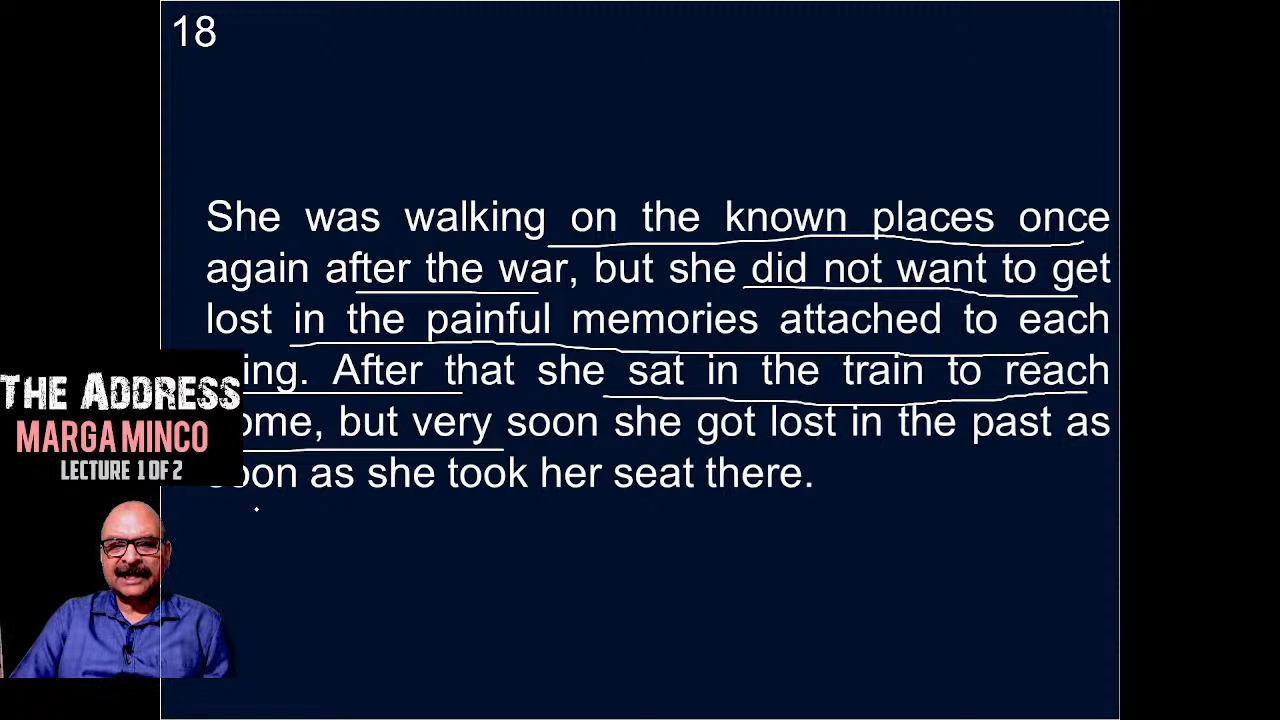 18
She was walking on the known places once
again after the war, but she did not want to get
lost in the painful memories attached to each
ing. After that she sat in the train to reach
ome, but very soon she got lost in the past as
soon as she took her seat there.
THE ADDRESS
MARGA MINCO
LECTURE 1 OF 2